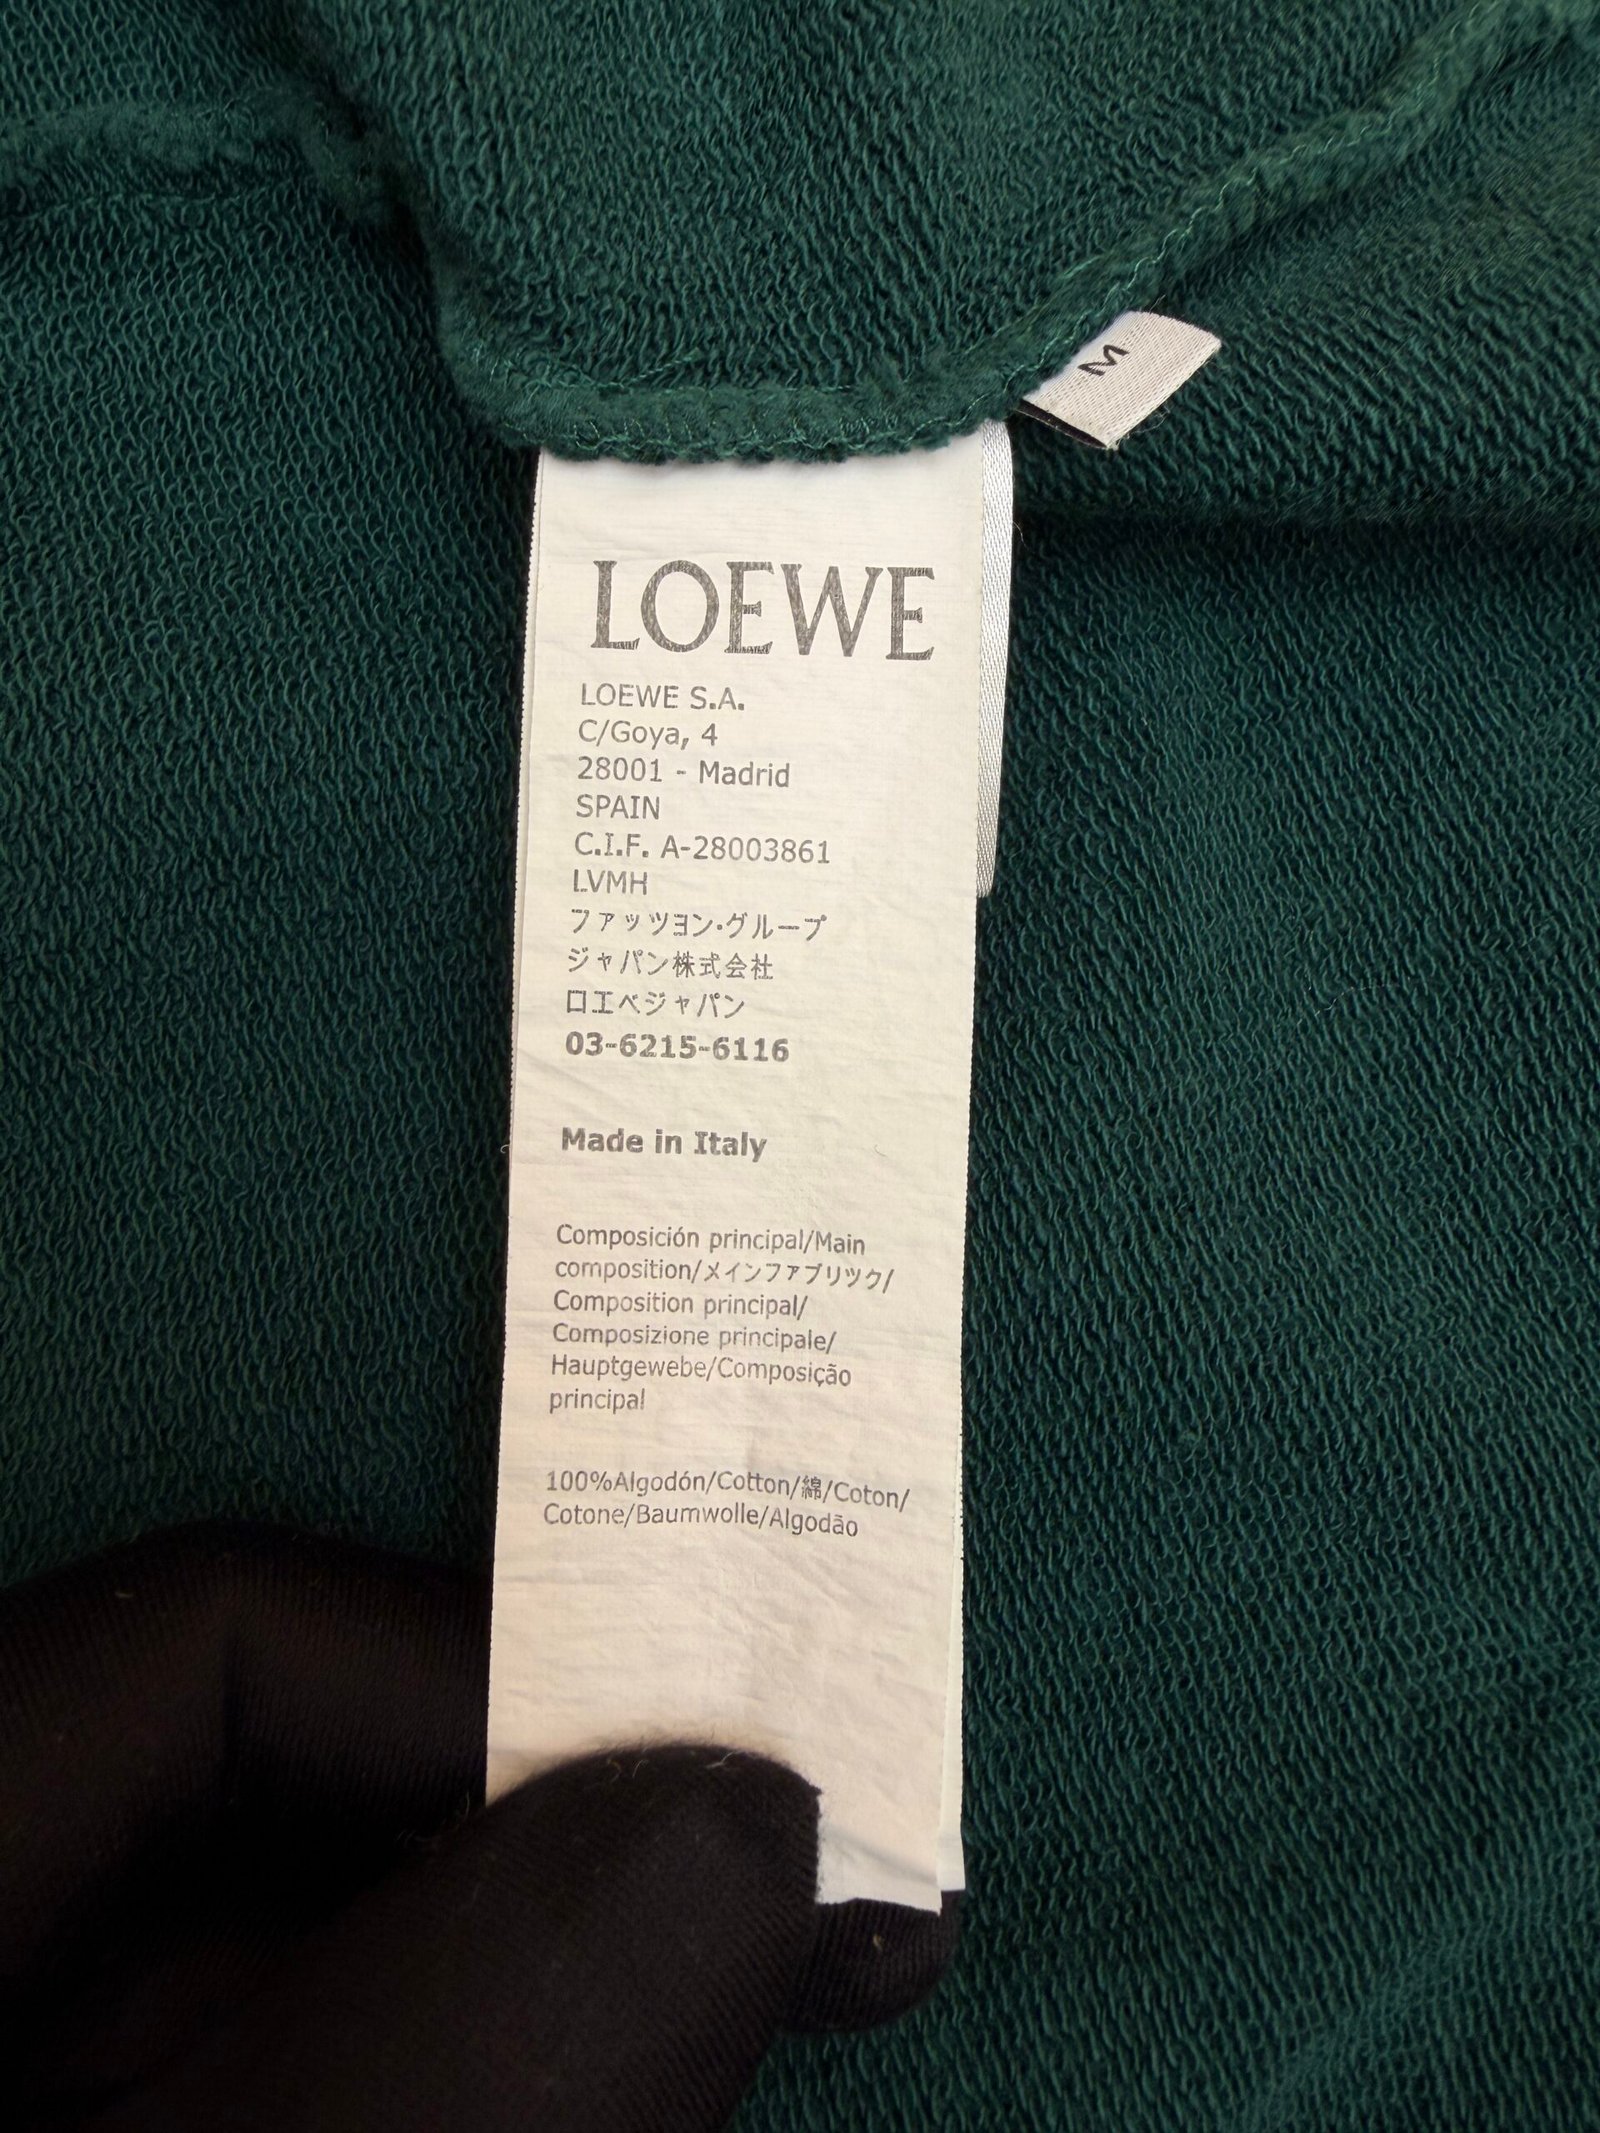 M
LOEWE
LOEWE S.A.
C/Goya, 4
28001 - Madrid
SPAIN
C.I.F. A-28003861
LVMH
ファッツヨン・グループ
ジャパン株式会社
ロエベジャパン
03-6215-6116
Made in Italy
Composición principal/Main
composition/メインファブリツク/
Composition principal/
Composizione principale/
Hauptgewebe/Composição
principal
100%Algodón/Cotton/綿/Coton/
Cotone/Baumwolle/Algodão